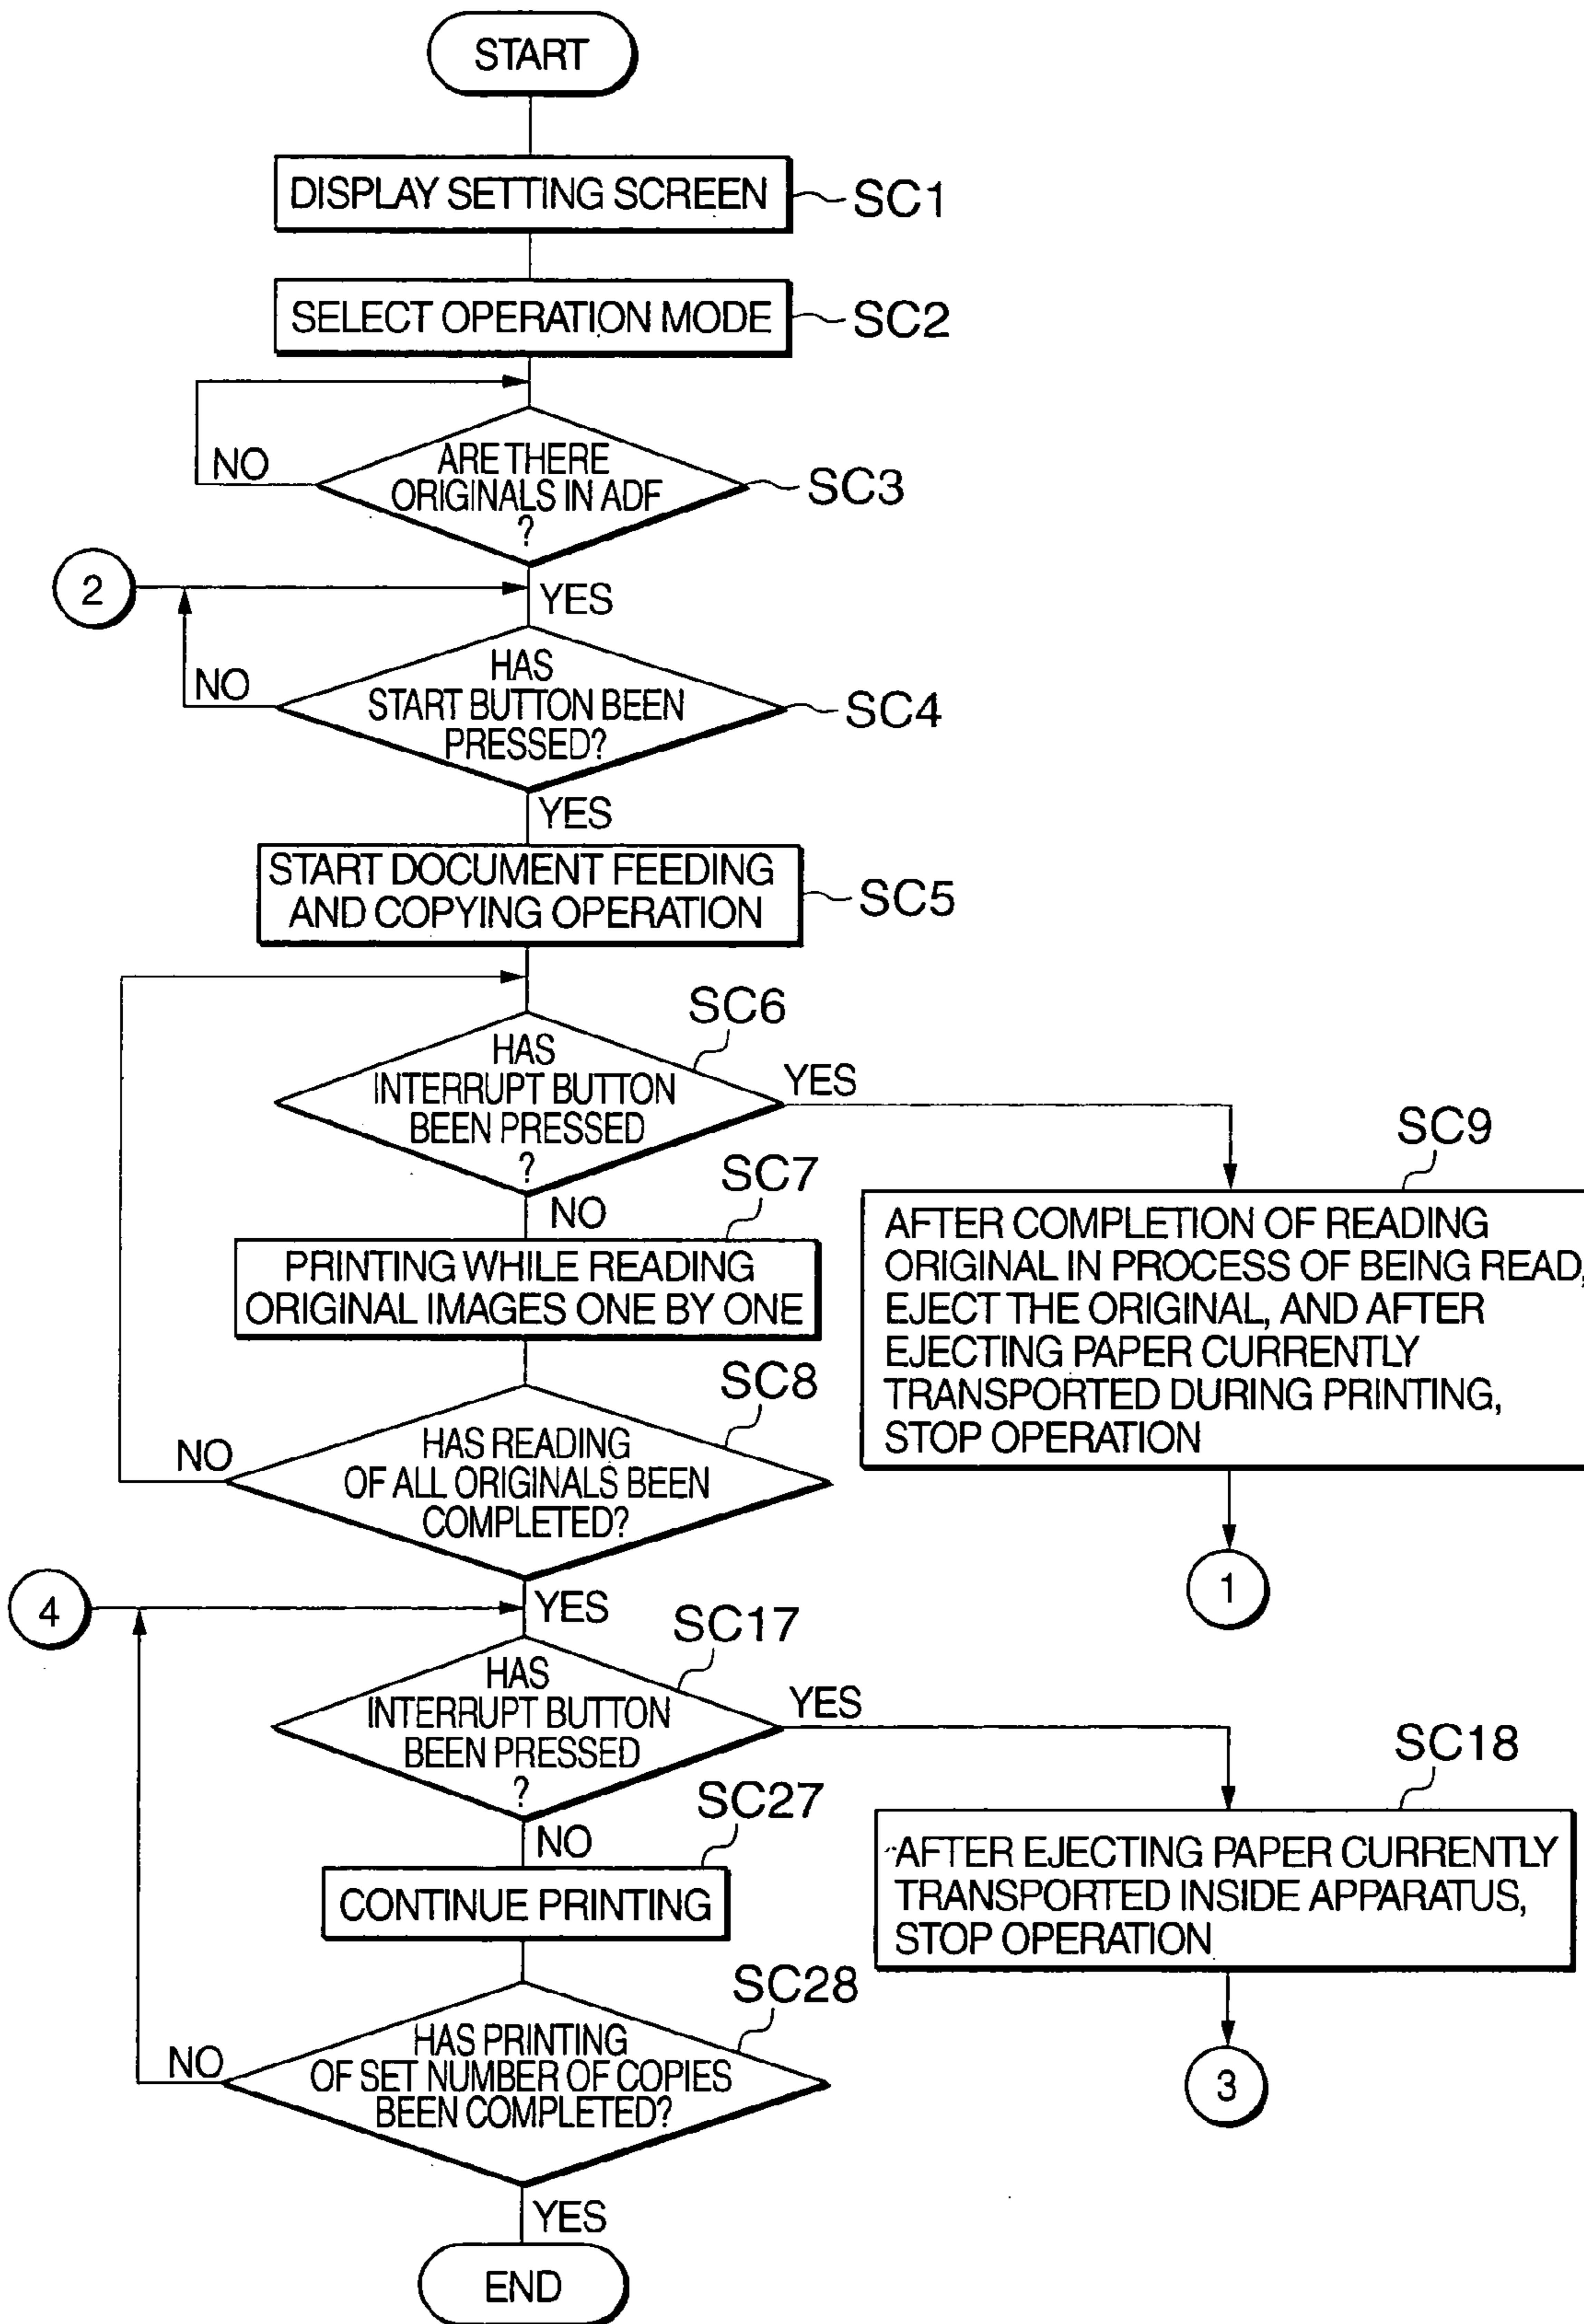 START
DISPLAY SETTING SCREEN
SC1
SELECT OPERATION MODE
SC2
NO
ARE THERE
ORIGINALS IN ADF
?
SC3
2
YES
NO
HAS
START BUTTON BEEN
PRESSED?
SC4
YES
START DOCUMENT FEEDING
AND COPYING OPERATION
SC5
SC6
HAS
INTERRUPT BUTTON
BEEN PRESSED
?
YES
NO
SC7
PRINTING WHILE READING
ORIGINAL IMAGES ONE BY ONE
SC9
AFTER COMPLETION OF READING
ORIGINAL IN PROCESS OF BEING READ,
EJECT THE ORIGINAL, AND AFTER
EJECTING PAPER CURRENTLY
TRANSPORTED DURING PRINTING,
STOP OPERATION
1
SC8
NO
HAS READING
OF ALL ORIGINALS BEEN
COMPLETED?
4
YES
SC17
HAS
INTERRUPT BUTTON
BEEN PRESSED
?
YES
NO
SC27
CONTINUE PRINTING
SC18
AFTER EJECTING PAPER CURRENTLY
TRANSPORTED INSIDE APPARATUS,
STOP OPERATION
3
SC28
NO
HAS PRINTING
OF SET NUMBER OF COPIES
BEEN COMPLETED?
YES
END